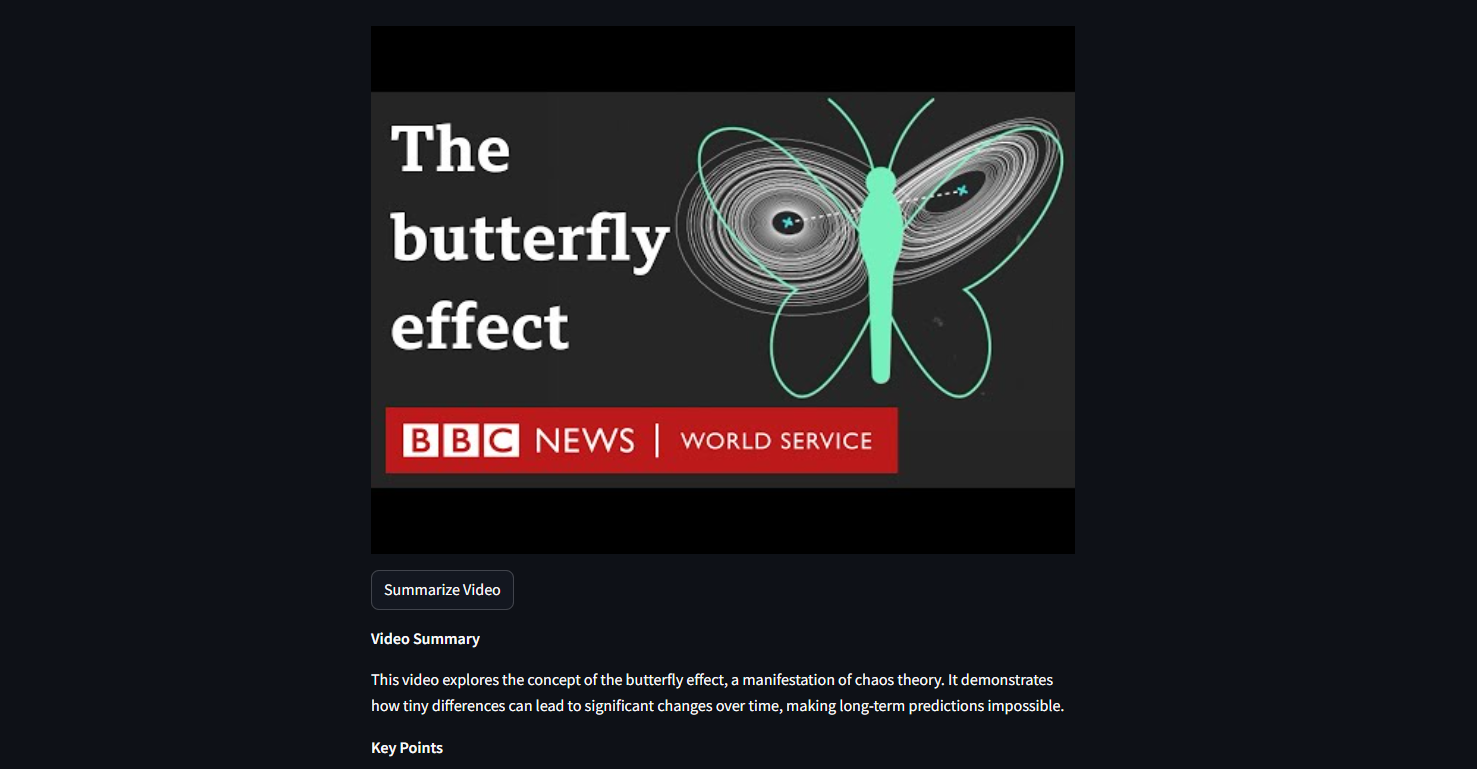 The
butterfly
effect
BBC NEWS | WORLD SERVICE
Summarize Video
Video Summary
This video explores the concept of the butterfly effect, a manifestation of chaos theory. It demonstrates
how tiny differences can lead to significant changes over time, making long-term predictions impossible.
Key Points